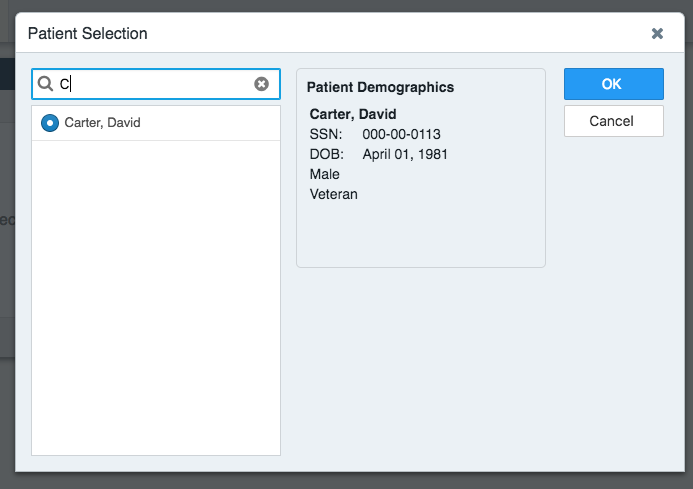 Patient Selection
C
Carter, David
Patient Demographics
Carter, David
SSN: 000-00-0113
DOB: April 01, 1981
Male
Veteran
OK
Cancel
ec